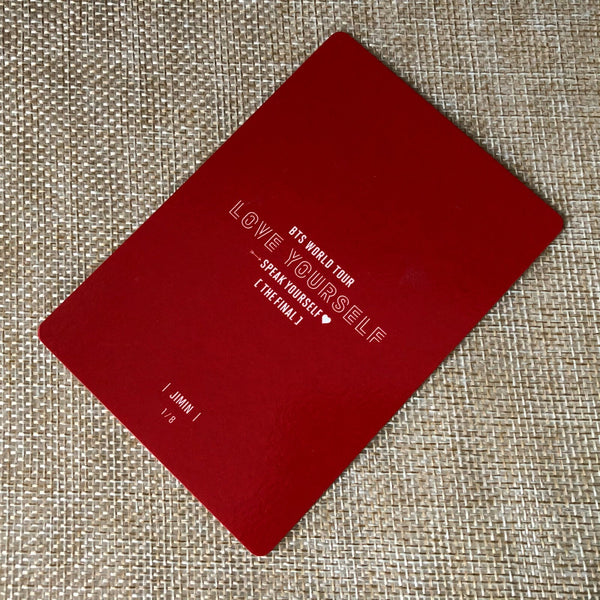 BTS WORLD TOUR
LOVE YOURSELF
SPEAK YOURSELF
[ THE FINAL ]
| JIMIN |
1/8